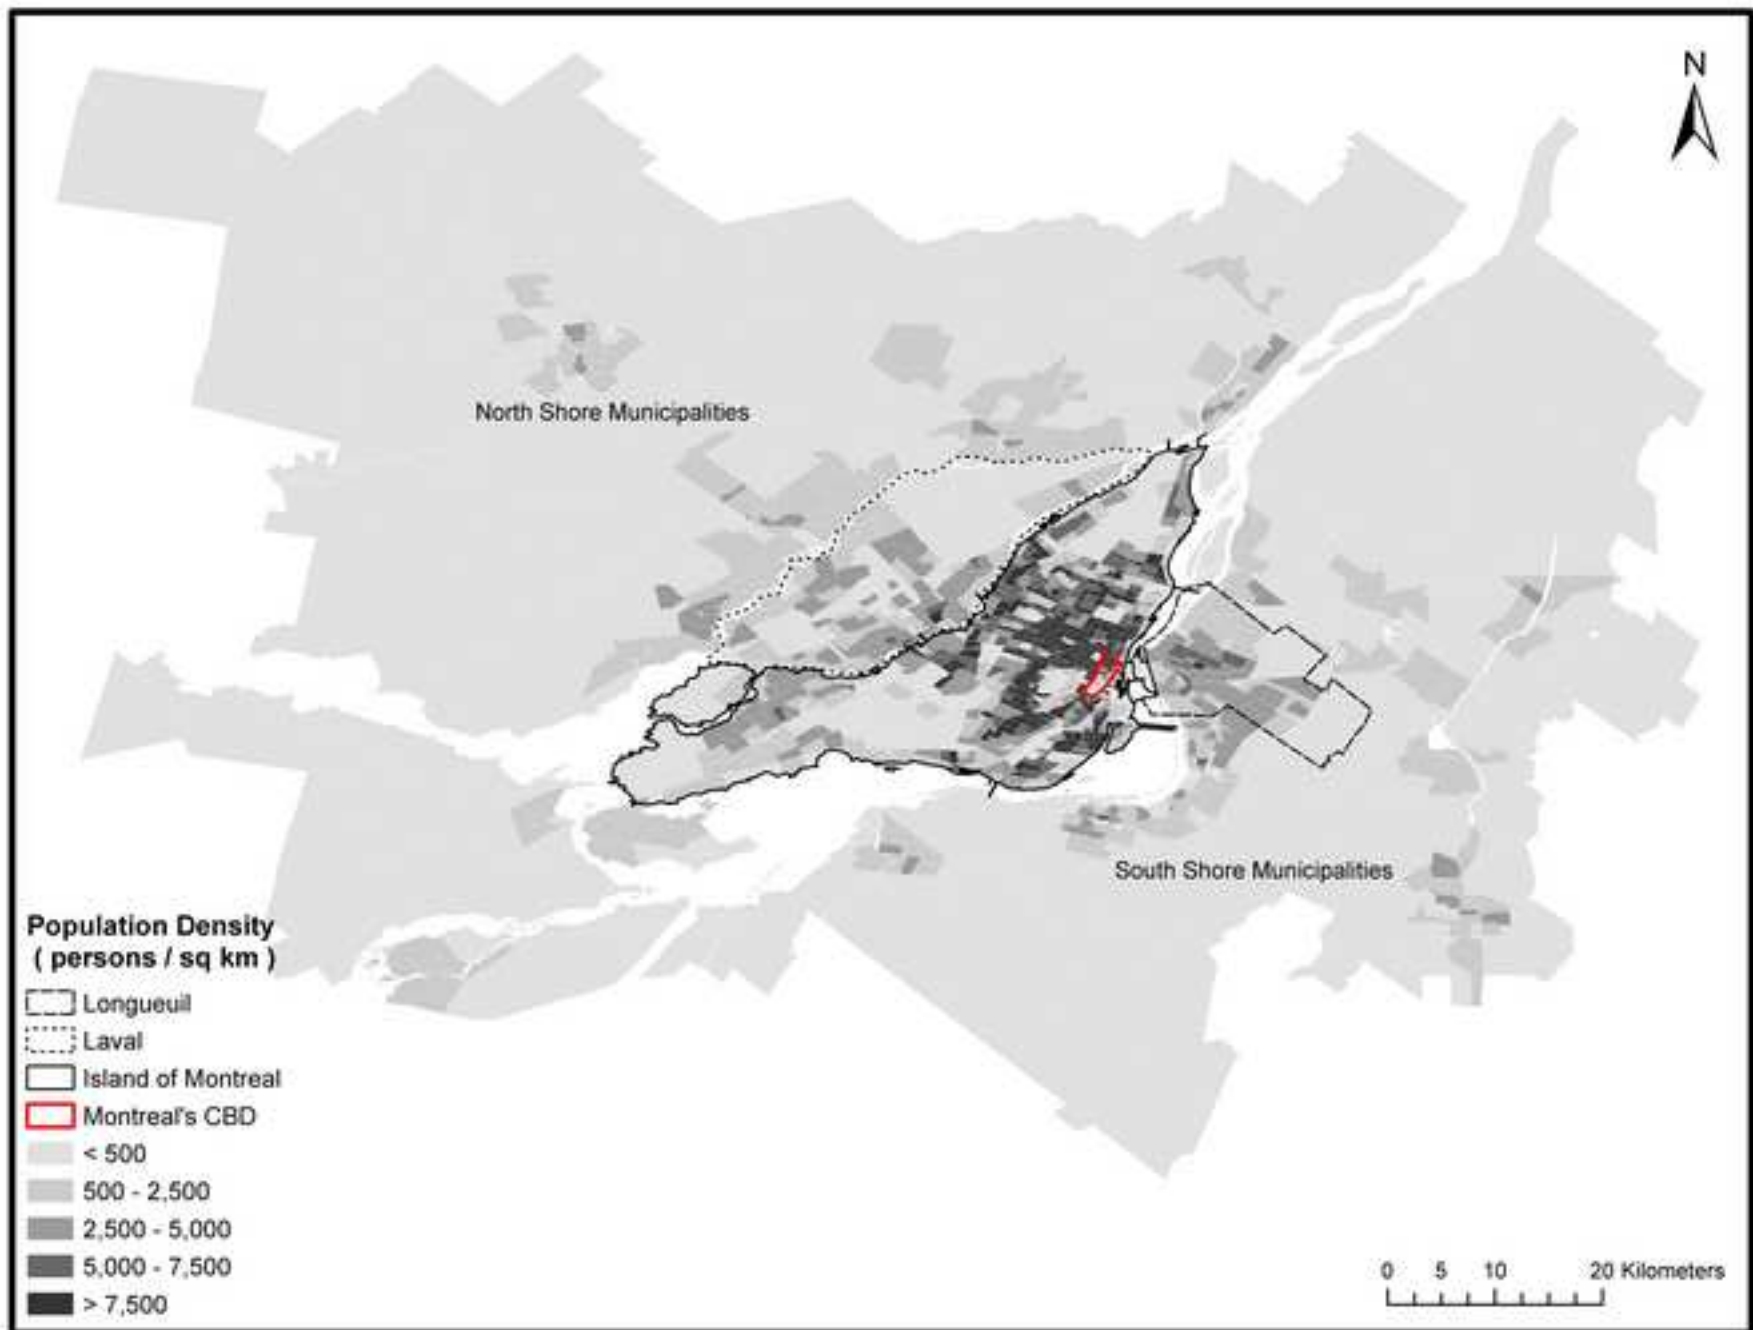 N
North Shore Municipalities
South Shore Municipalities
Population Density
( persons / sq km )
Longueuil
Laval
Island of Montreal
Montreal's CBD
< 500
500 - 2,500
2,500 - 5,000
5,000 - 7,500
> 7,500
0 5 10 20 Kilometers